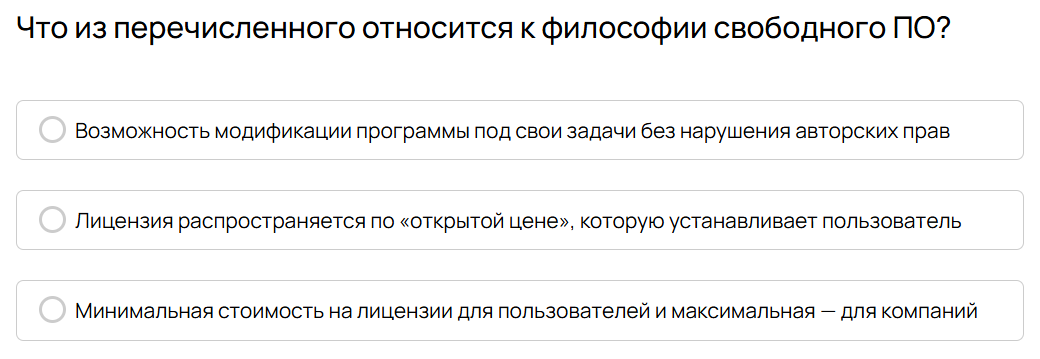 Что из перечисленного относится к философии свободного ПО?
Возможность модификации программы под свои задачи без нарушения авторских прав
Лицензия распространяется по «открытой цене», которую устанавливает пользователь
Минимальная стоимость на лицензии для пользователей и максимальная — для компаний